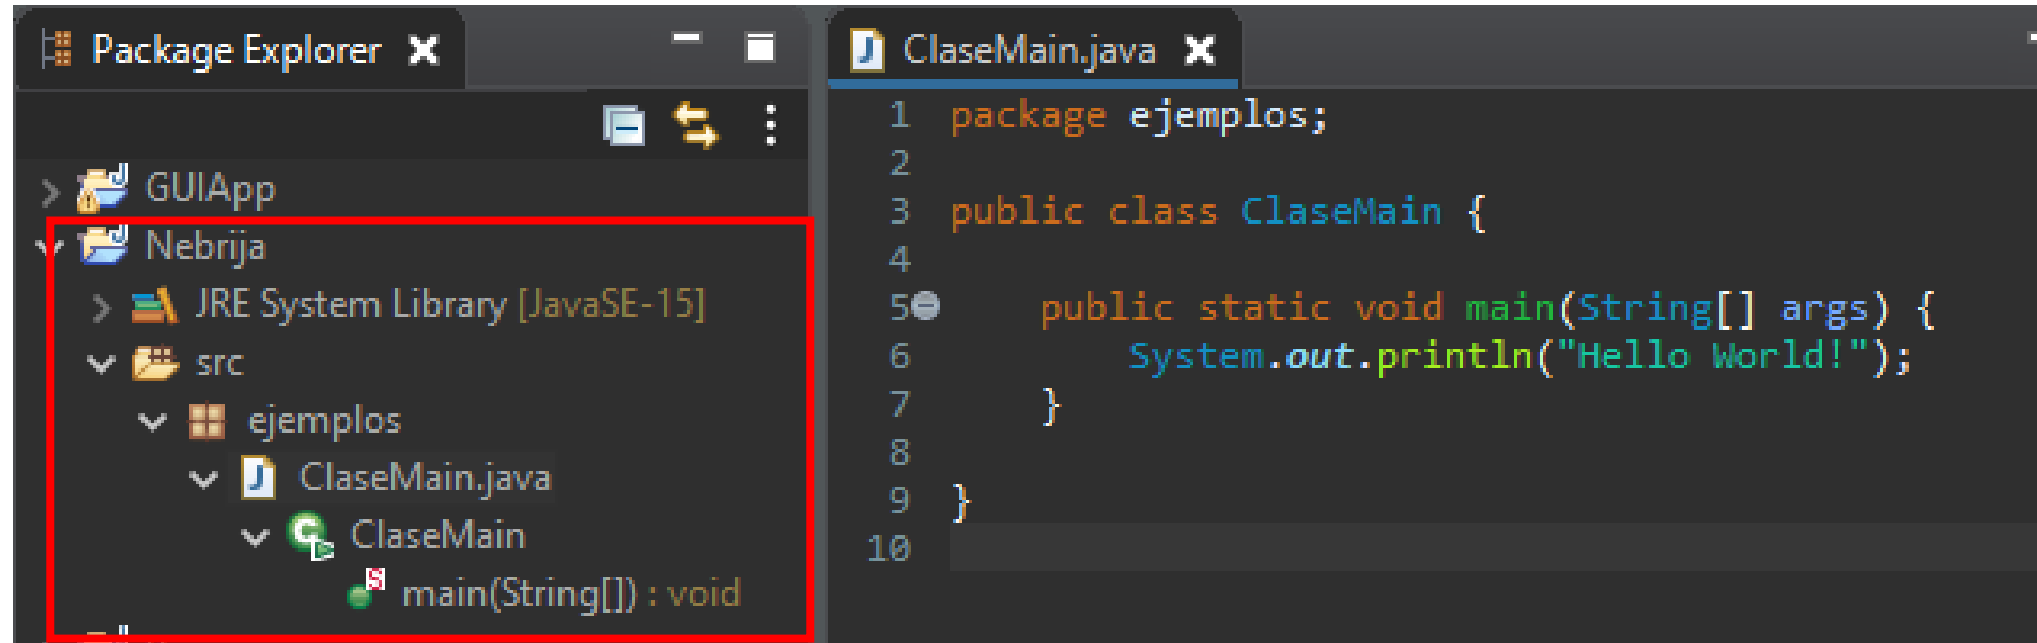 Package Explorer
GUIApp
Nebrija
JRE System Library [JavaSE-15]
src
ejemplos
ClaseMain.java
ClaseMain
main(String[]) : void
ClaseMain.java
1 package ejemplos;
2
3 public class ClaseMain {
4
5 public static void main(String[] args) {
6 System.out.println("Hello World!");
7 }
8
9 }
10